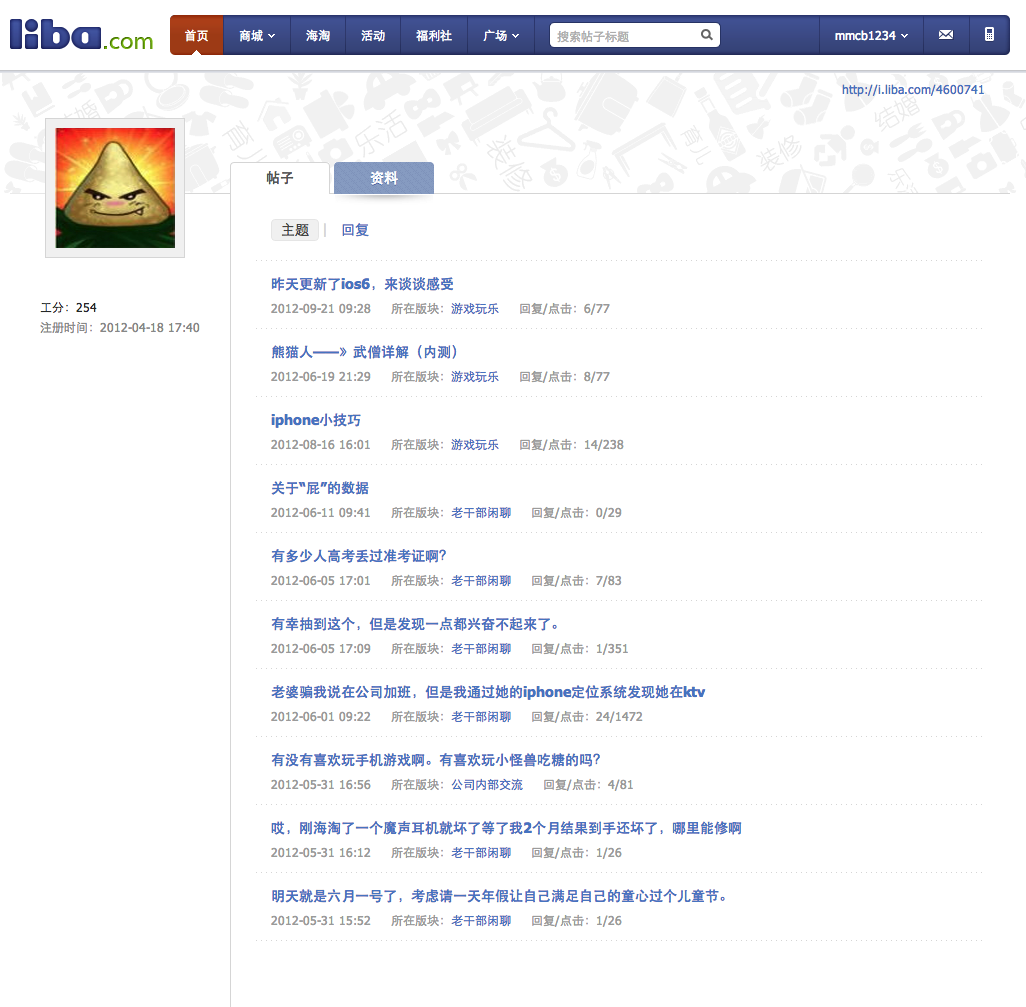 liba.com
首页 商城 海淘 活动 福利社 广场 搜索帖子标题 mmcb1234
http://i.liba.com/4600741
结婚 育儿 乐活 装修 育儿 装修 结婚 乐活
帖子 资料
主题 | 回复
工分：254
注册时间：2012-04-18 17:40
昨天更新了ios6，来谈谈感受
2012-09-21 09:28 所在版块：游戏玩乐 回复/点击：6/77
熊猫人——》武僧详解（内测）
2012-06-19 21:29 所在版块：游戏玩乐 回复/点击：8/77
iphone小技巧
2012-08-16 16:01 所在版块：游戏玩乐 回复/点击：14/238
关于“屁”的数据
2012-06-11 09:41 所在版块：老干部闲聊 回复/点击：0/29
有多少人高考丢过准考证啊？
2012-06-05 17:01 所在版块：老干部闲聊 回复/点击：7/83
有幸抽到这个，但是发现一点都兴奋不起来了。
2012-06-05 17:09 所在版块：老干部闲聊 回复/点击：1/351
老婆骗我说在公司加班，但是我通过她的iphone定位系统发现她在ktv
2012-06-01 09:22 所在版块：老干部闲聊 回复/点击：24/1472
有没有喜欢玩手机游戏啊。有喜欢玩小怪兽吃糖的吗？
2012-05-31 16:56 所在版块：公司内部交流 回复/点击：4/81
哎，刚海淘了一个魔声耳机就坏了等了我2个月结果到手还坏了，哪里能修啊
2012-05-31 16:12 所在版块：老干部闲聊 回复/点击：1/26
明天就是六月一号了，考虑请一天年假让自己满足自己的童心过个儿童节。
2012-05-31 15:52 所在版块：老干部闲聊 回复/点击：1/26